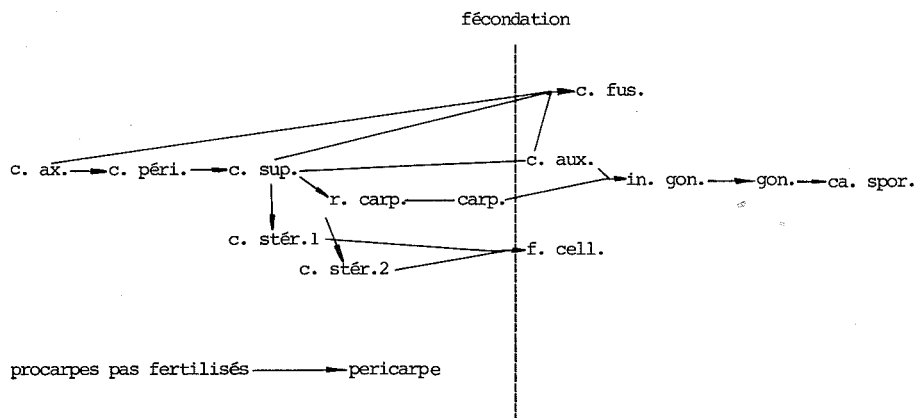 fécondation
c. fus.
c. ax. c. péri. c. sup. c. aux.
in. gon. gon. ca. spor.
r. carp. carp.
c. stér.1 f. cell.
c. stér.2
procarpes pas fertilisés pericarpe